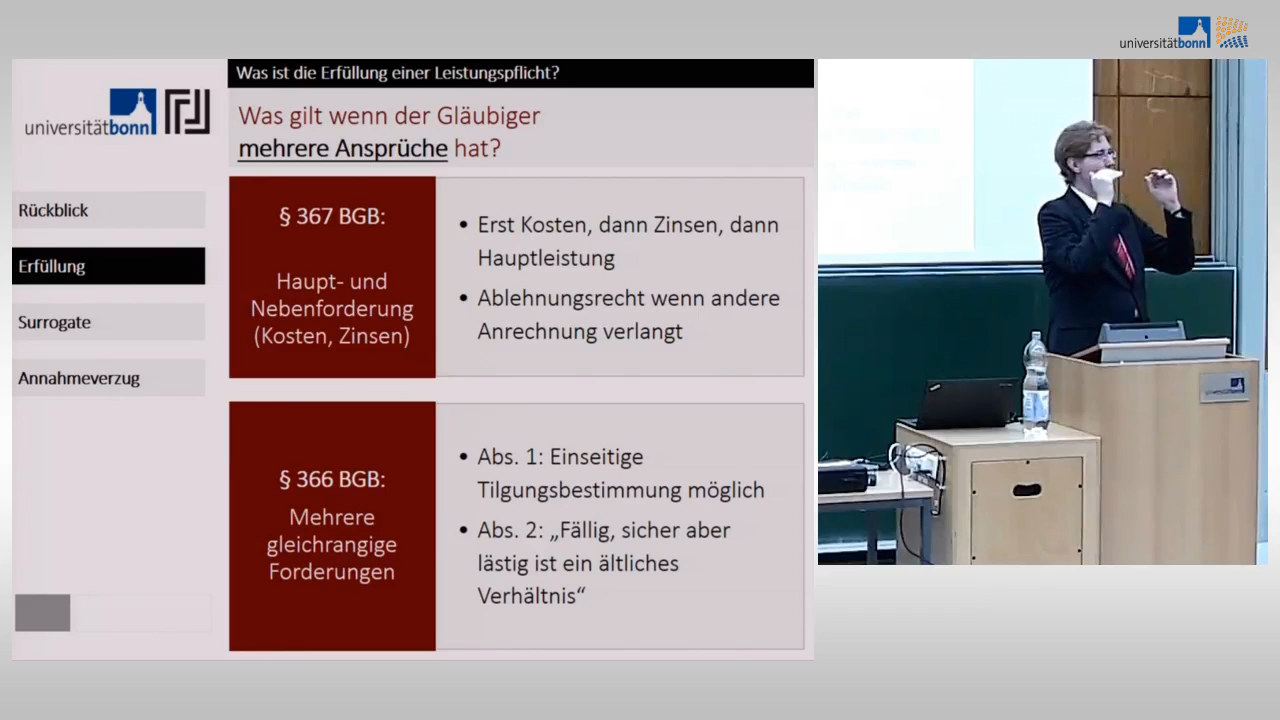 universitätbonn
Was ist die Erfüllung einer Leistungspflicht?
universitätbonn
Was gilt wenn der Gläubiger
mehrere Ansprüche hat?
Rückblick
Erfüllung
Surrogate
Annahmeverzug
§ 367 BGB:
Haupt- und
Nebenforderung
(Kosten, Zinsen)
• Erst Kosten, dann Zinsen, dann
Hauptleistung
• Ablehnungsrecht wenn andere
Anrechnung verlangt
§ 366 BGB:
Mehrere
gleichrangige
Forderungen
• Abs. 1: Einseitige
Tilgungsbestimmung möglich
• Abs. 2: „Fällig, sicher aber
lästig ist ein ältliches
Verhältnis“